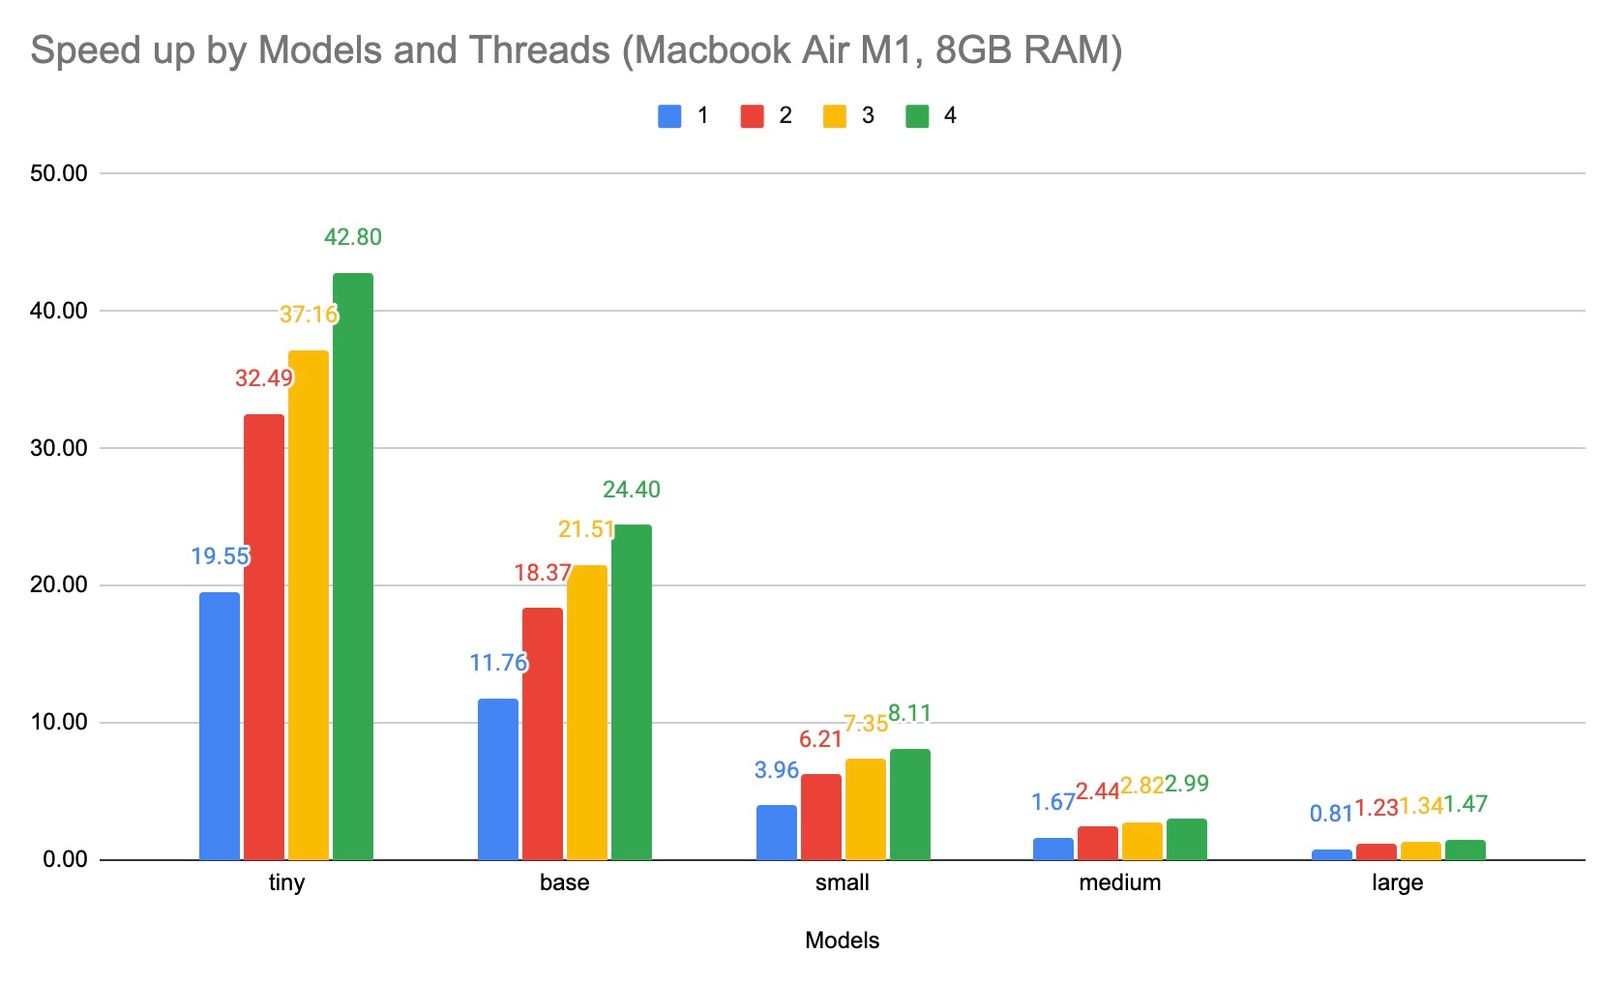 Speed up by Models and Threads (Macbook Air M1, 8GB RAM)
1 2 3 4
50.00
40.00
30.00
20.00
10.00
0.00
19.55 32.49 37.16 42.80
11.76 18.37 21.51 24.40
3.96 6.21 7.35 8.11
1.67 2.44 2.82 2.99
0.81 1.23 1.34 1.47
tiny base small medium large
Models